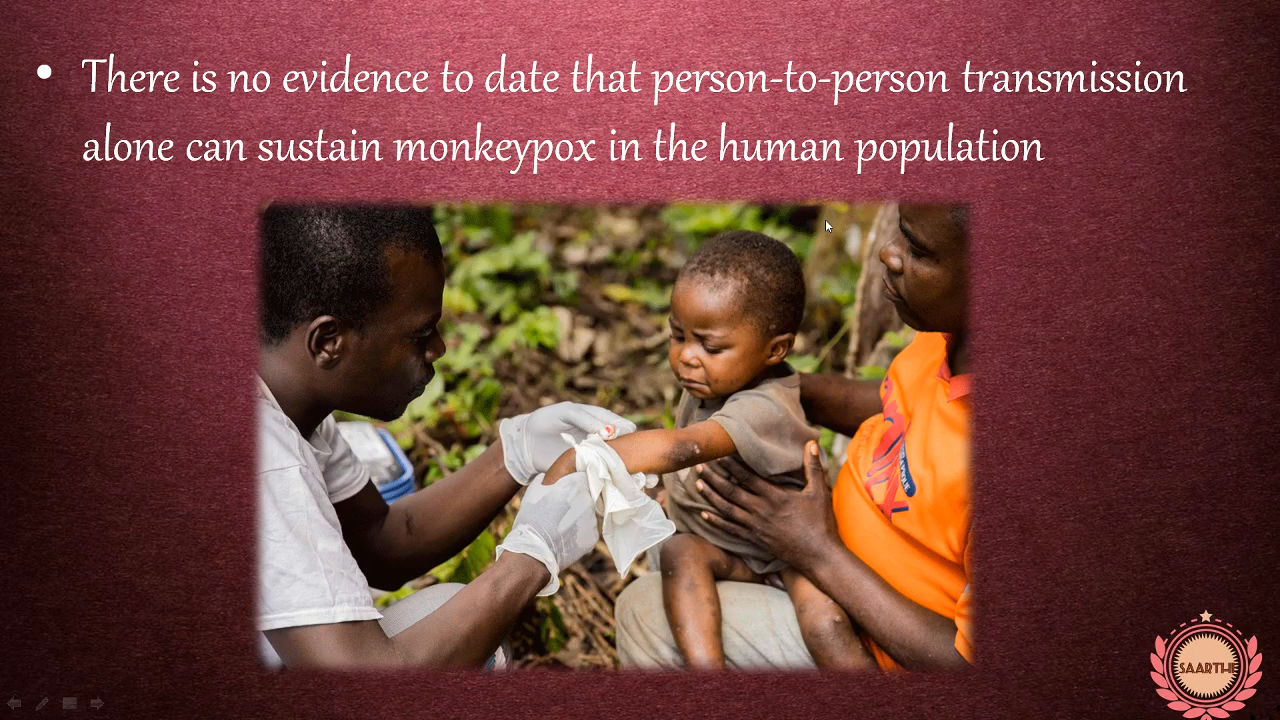 There is no evidence to date that person-to-person transmission
alone can sustain monkeypox in the human population
SAARTHI